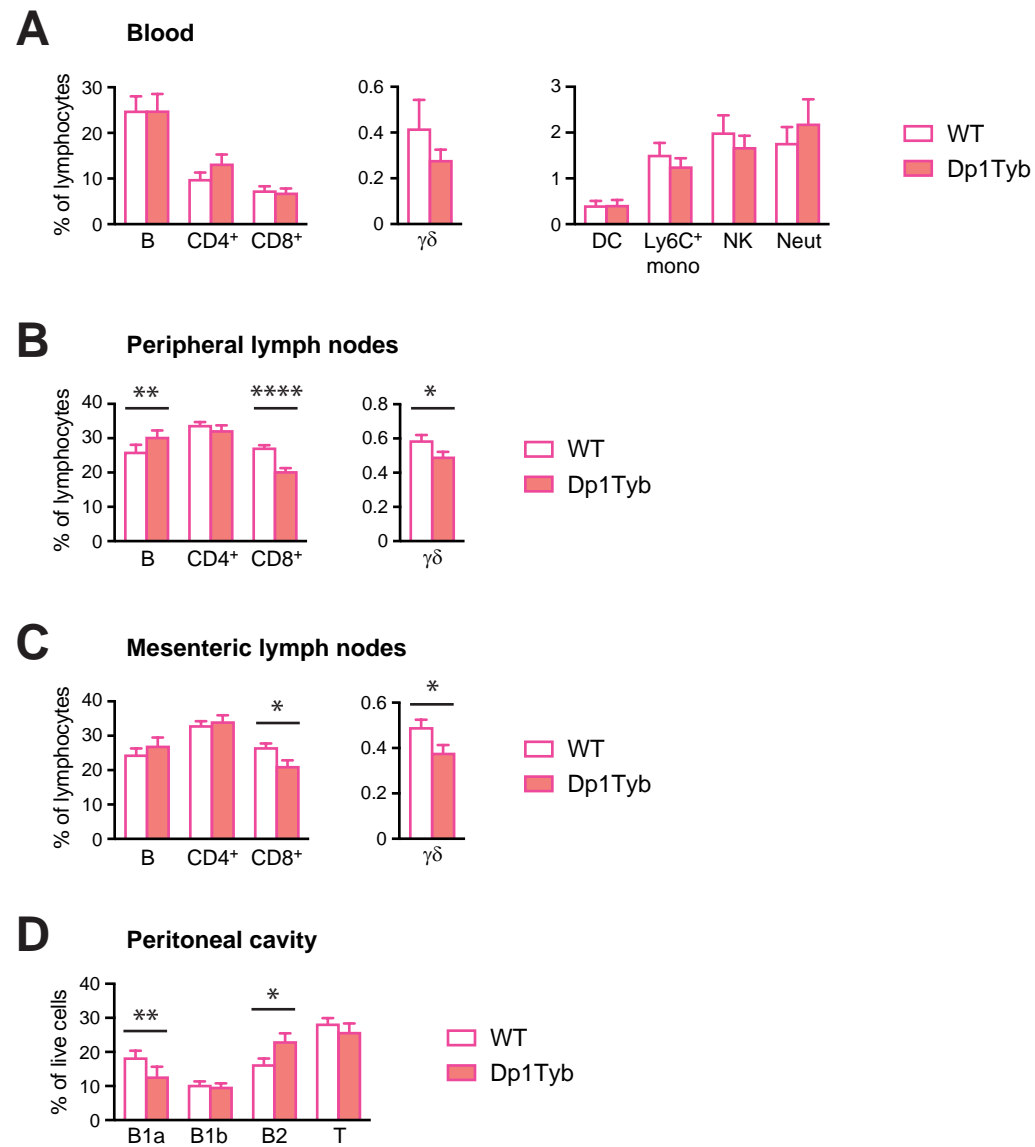 A Blood
% of lymphocytes
30
20
10
0
B CD4+ CD8+
0.6
0.4
0.2
0
γδ
3
2
1
0
DC Ly6C+ NK Neut
mono
WT
Dp1Tyb
B Peripheral lymph nodes
% of lymphocytes
40
30
20
10
0
** ****
B CD4+ CD8+
0.8
0.6
0.4
0.2
0
*
γδ
WT
Dp1Tyb
C Mesenteric lymph nodes
% of lymphocytes
40
30
20
10
0
*
B CD4+ CD8+
0.6
0.4
0.2
0
*
γδ
WT
Dp1Tyb
D Peritoneal cavity
% of live cells
40
30
20
10
0
** *
B1a B1b B2 T
WT
Dp1Tyb